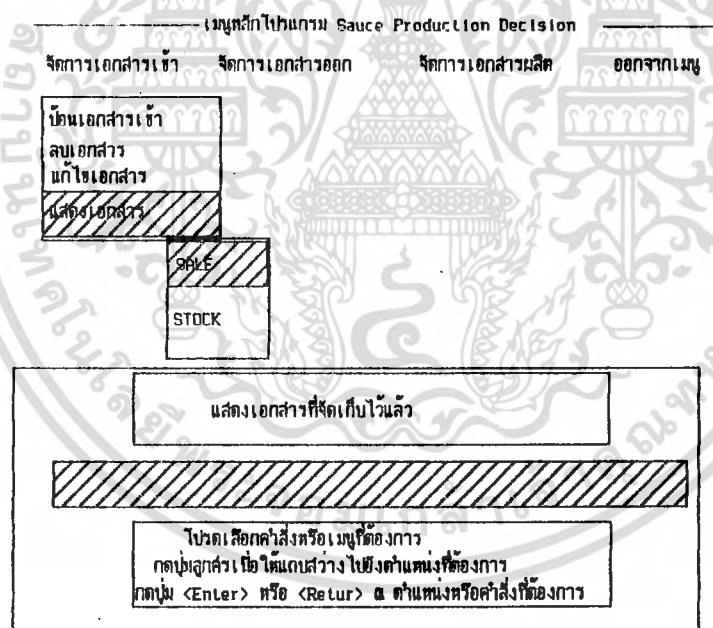 เมนูหลักโปรแกรม Sauce Production Decision
จัดการเอกสารเข้า จัดการเอกสารออก จัดการเอกสารผลิต ออกจากเมนู
ป้อนเอกสารเข้า
ลบเอกสาร
แก้ไขเอกสาร
แสดงเอกสาร
SALE
STOCK
แสดงเอกสารที่จัดเก็บไว้แล้ว
โปรดเลือกคำสั่งหรือเมนูที่ต้องการ
กดปุ่มลูกศรเพื่อให้แถบสว่างไปยังตำแหน่งที่ต้องการ
กดปุ่ม <Enter> หรือ <Retur> ณ ตำแหน่งหรือคำสั่งที่ต้องการ